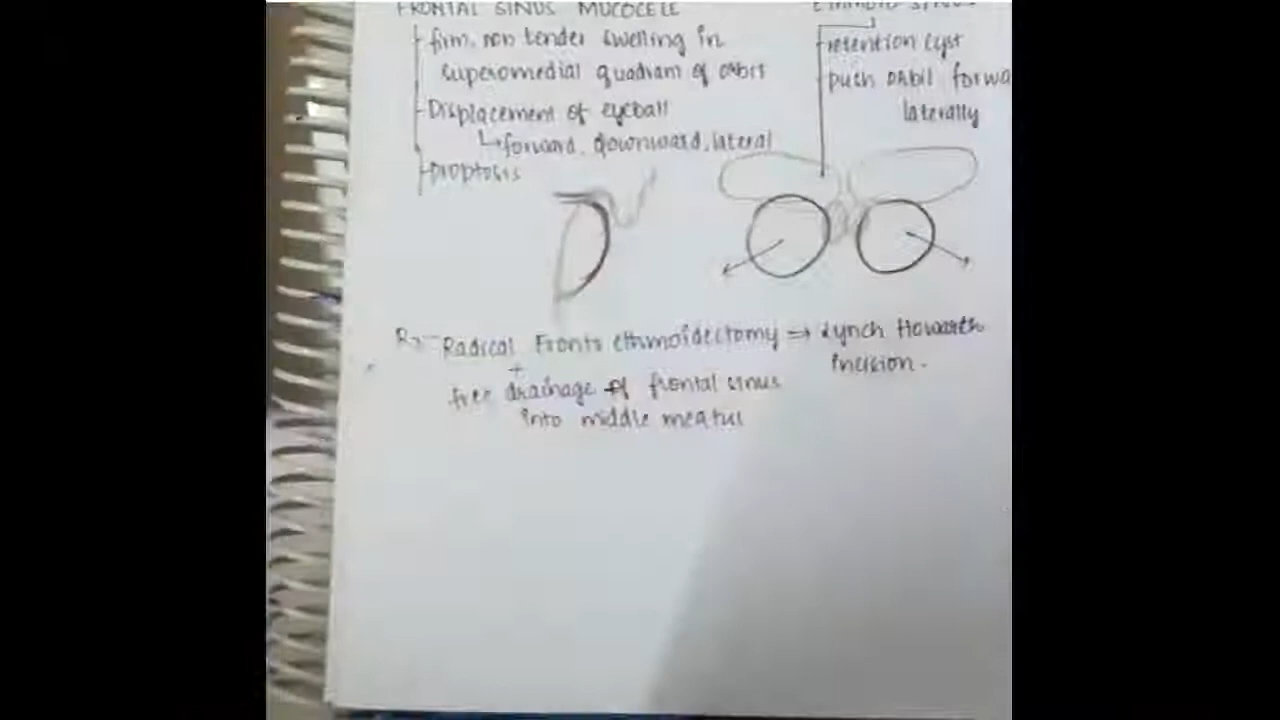 FRONTAL SINUS MUCOCELE
firm, non tender swelling in
superomedial quadrant of orbit
Displacement of eyeball
↳ forward, downward, lateral
proptosis
retention cyst
push orbit forwa
laterally
Rx - Radical Fronto ethmoidectomy ⇒ Lynch Howarth
incision.
+
free drainage of frontal sinus
into middle meatus